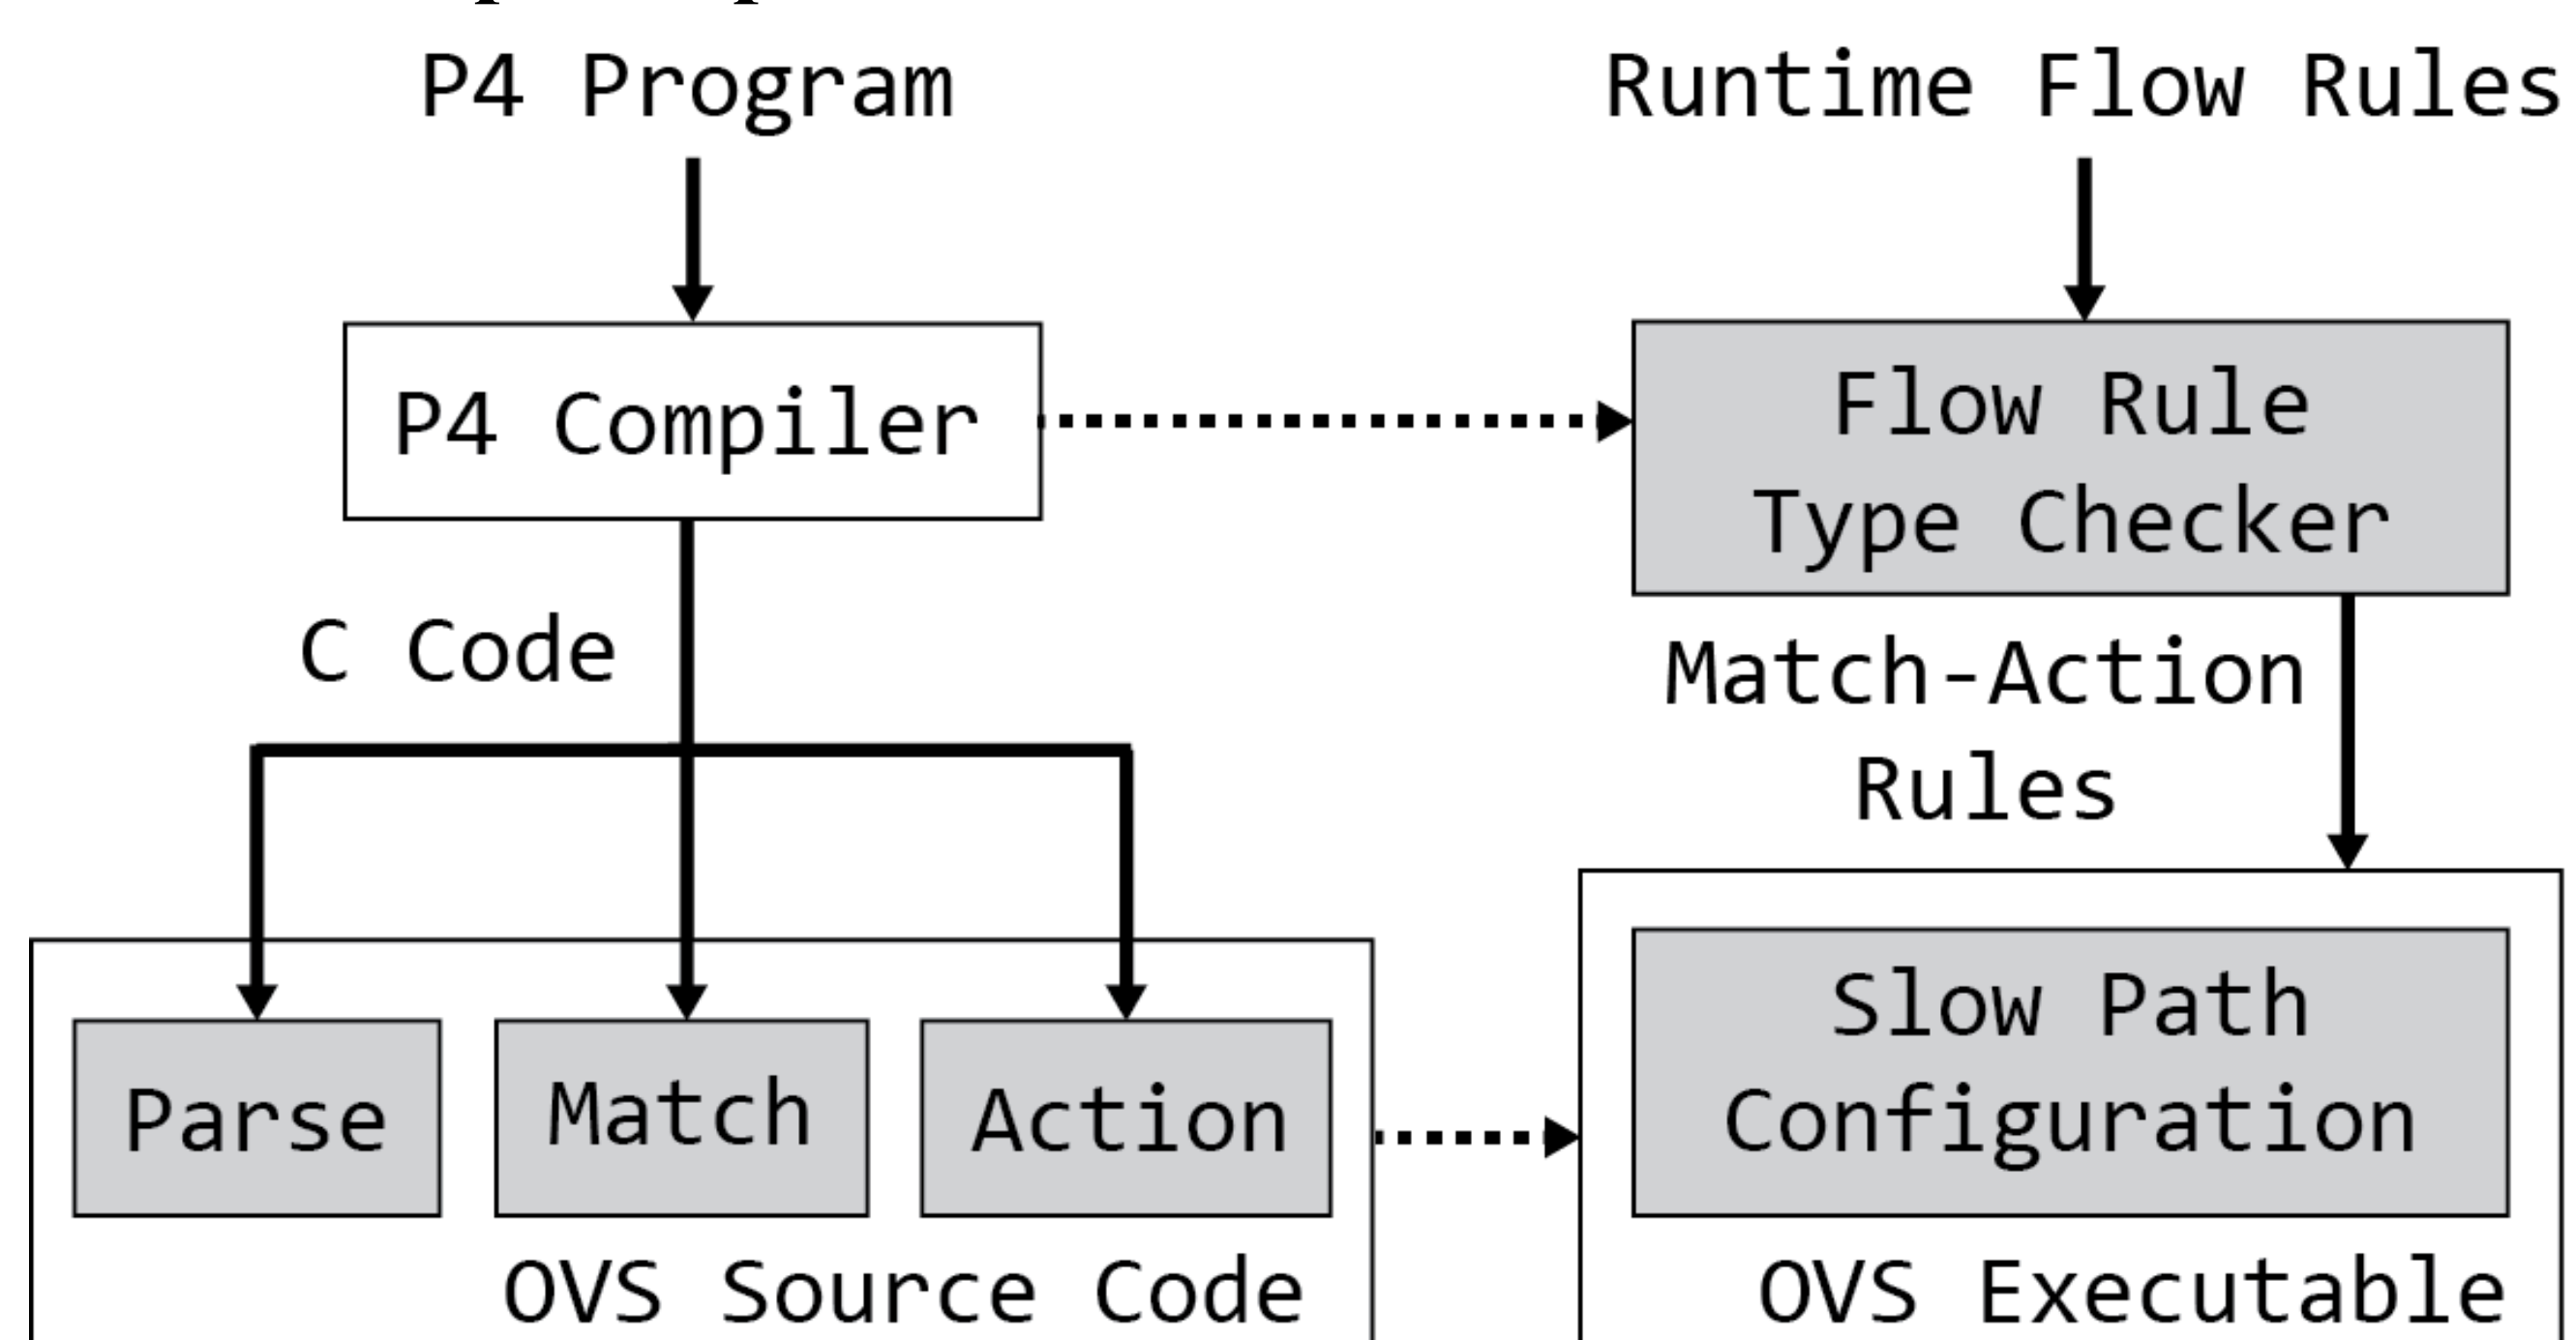 P4 Program
Runtime Flow Rules
P4 Compiler
Flow Rule
Type Checker
C Code
Match-Action
Rules
Parse
Match
Action
OVS Source Code
Slow Path
Configuration
OVS Executable